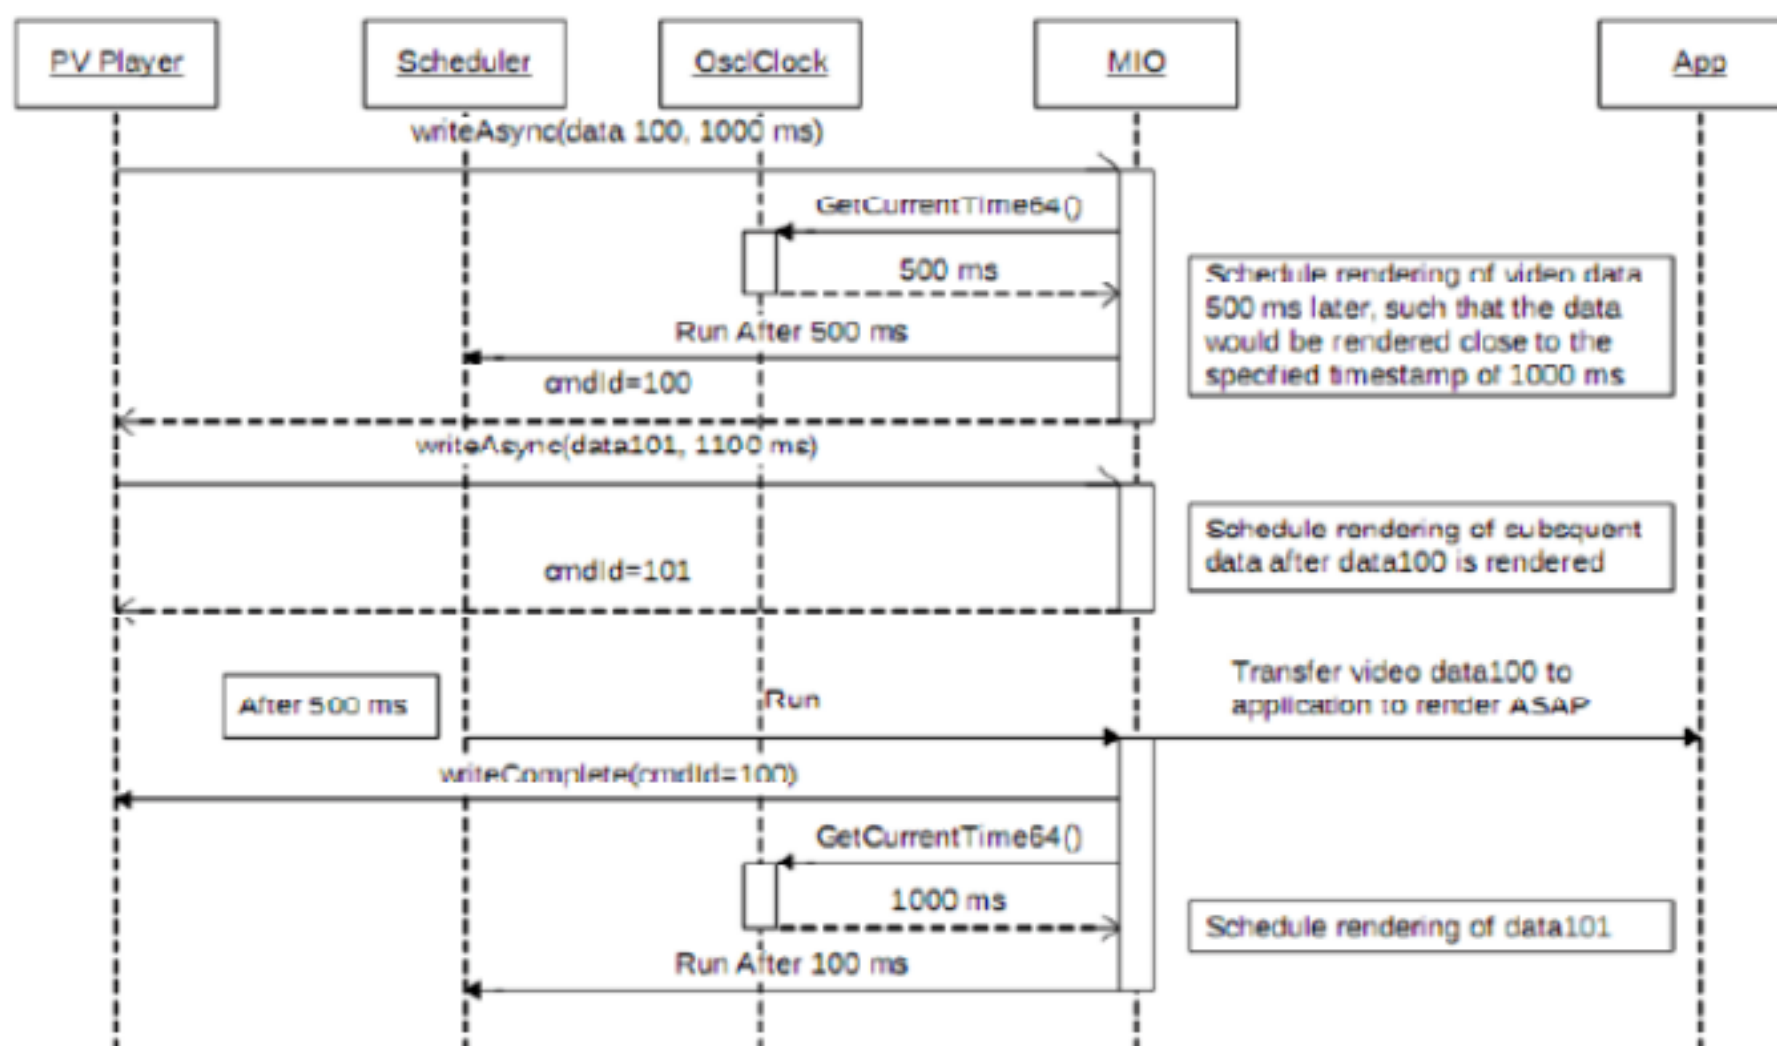 PV Player
Scheduler
OsclClock
MIO
App
writeAsync(data 100, 1000 ms)
GetCurrentTime64()
500 ms
Schedule rendering of video data
500 ms later, such that the data
would be rendered close to the
specified timestamp of 1000 ms
Run After 500 ms
cmdId=100
writeAsync(data101, 1100 ms)
Schedule rendering of subsquent
data after data100 is rendered
cmdId=101
Transfer video data100 to
application to render ASAP
After 500 ms
Run
writeComplete(cmdId=100)
GetCurrentTime64()
1000 ms
Schedule rendering of data101
Run After 100 ms